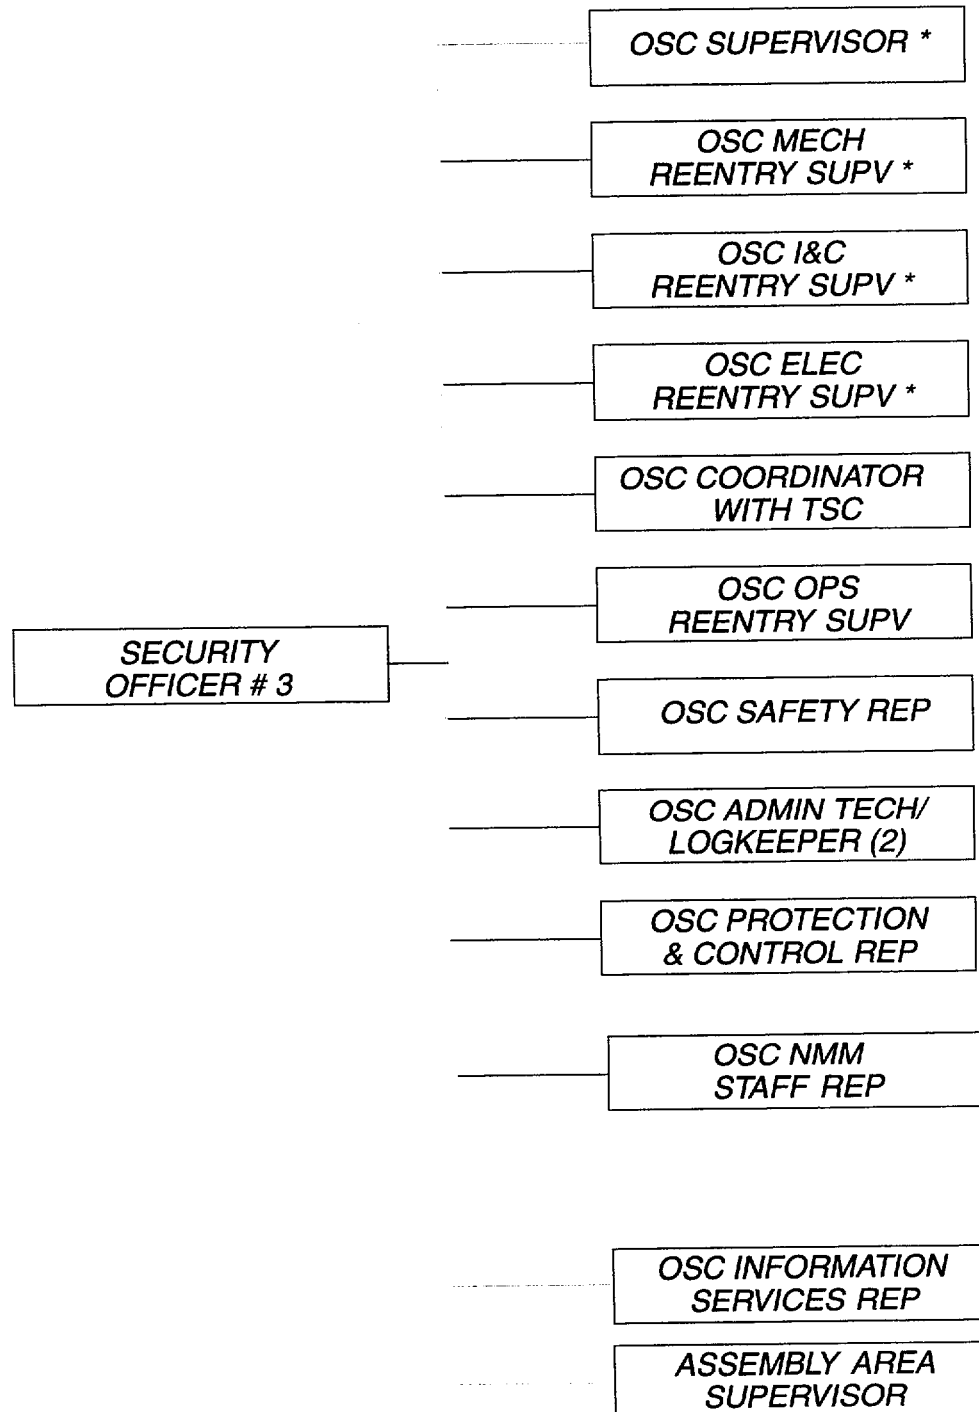 OSC SUPERVISOR *
OSC MECH
REENTRY SUPV *
OSC I&C
REENTRY SUPV *
OSC ELEC
REENTRY SUPV *
OSC COORDINATOR
WITH TSC
OSC OPS
REENTRY SUPV
SECURITY
OFFICER # 3
OSC SAFETY REP
OSC ADMIN TECH/
LOGKEEPER (2)
OSC PROTECTION
& CONTROL REP
OSC NMM
STAFF REP
OSC INFORMATION
SERVICES REP
ASSEMBLY AREA
SUPERVISOR